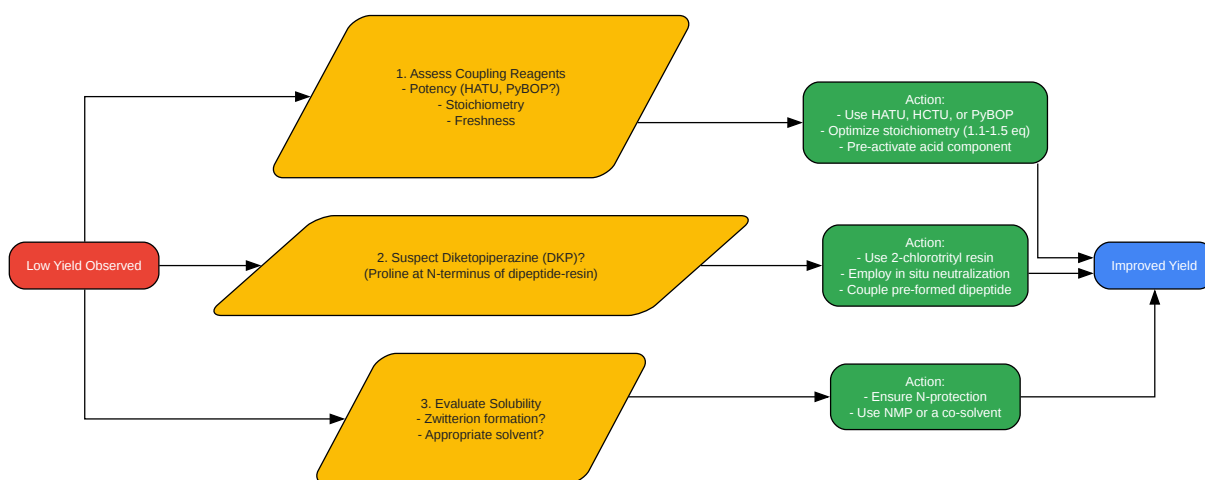 1. Assess Coupling Reagents
- Potency (HATU, PyBOP?)
- Stoichiometry
- Freshness
Action:
- Use HATU, HCTU, or PyBOP
- Optimize stoichiometry (1.1-1.5 eq)
- Pre-activate acid component
Low Yield Observed
2. Suspect Diketopiperazine (DKP)?
(Proline at N-terminus of dipeptide-resin)
Action:
- Use 2-chlorotrityl resin
- Employ in situ neutralization
- Couple pre-formed dipeptide
Improved Yield
3. Evaluate Solubility
- Zwitterion formation?
- Appropriate solvent?
Action:
- Ensure N-protection
- Use NMP or a co-solvent